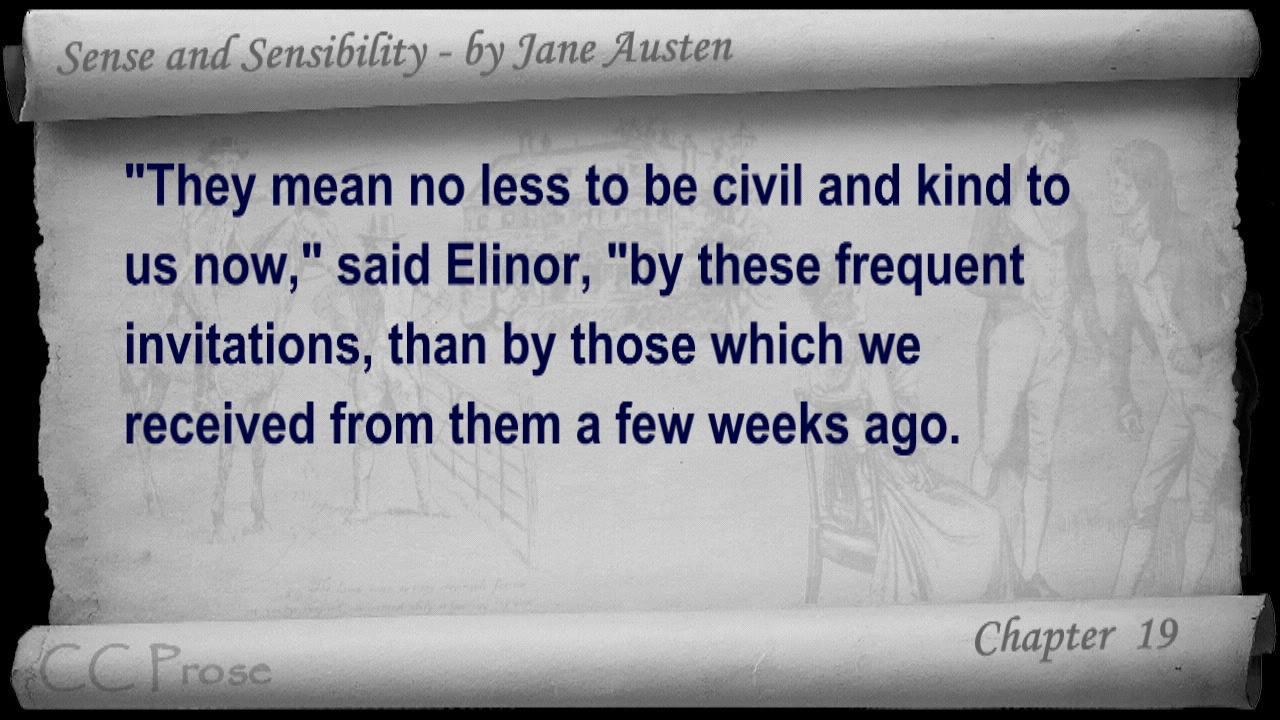 Sense and Sensibility - by Jane Austen
"They mean no less to be civil and kind to
us now," said Elinor, "by these frequent
invitations, than by those which we
received from them a few weeks ago.
Chapter 19
CC Prose